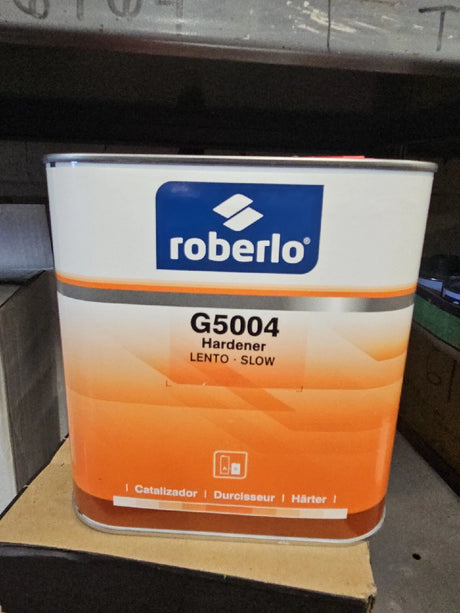 roberlo®
G5004
Hardener
LENTO · SLOW
| Catalizador | Durcisseur | Härter |